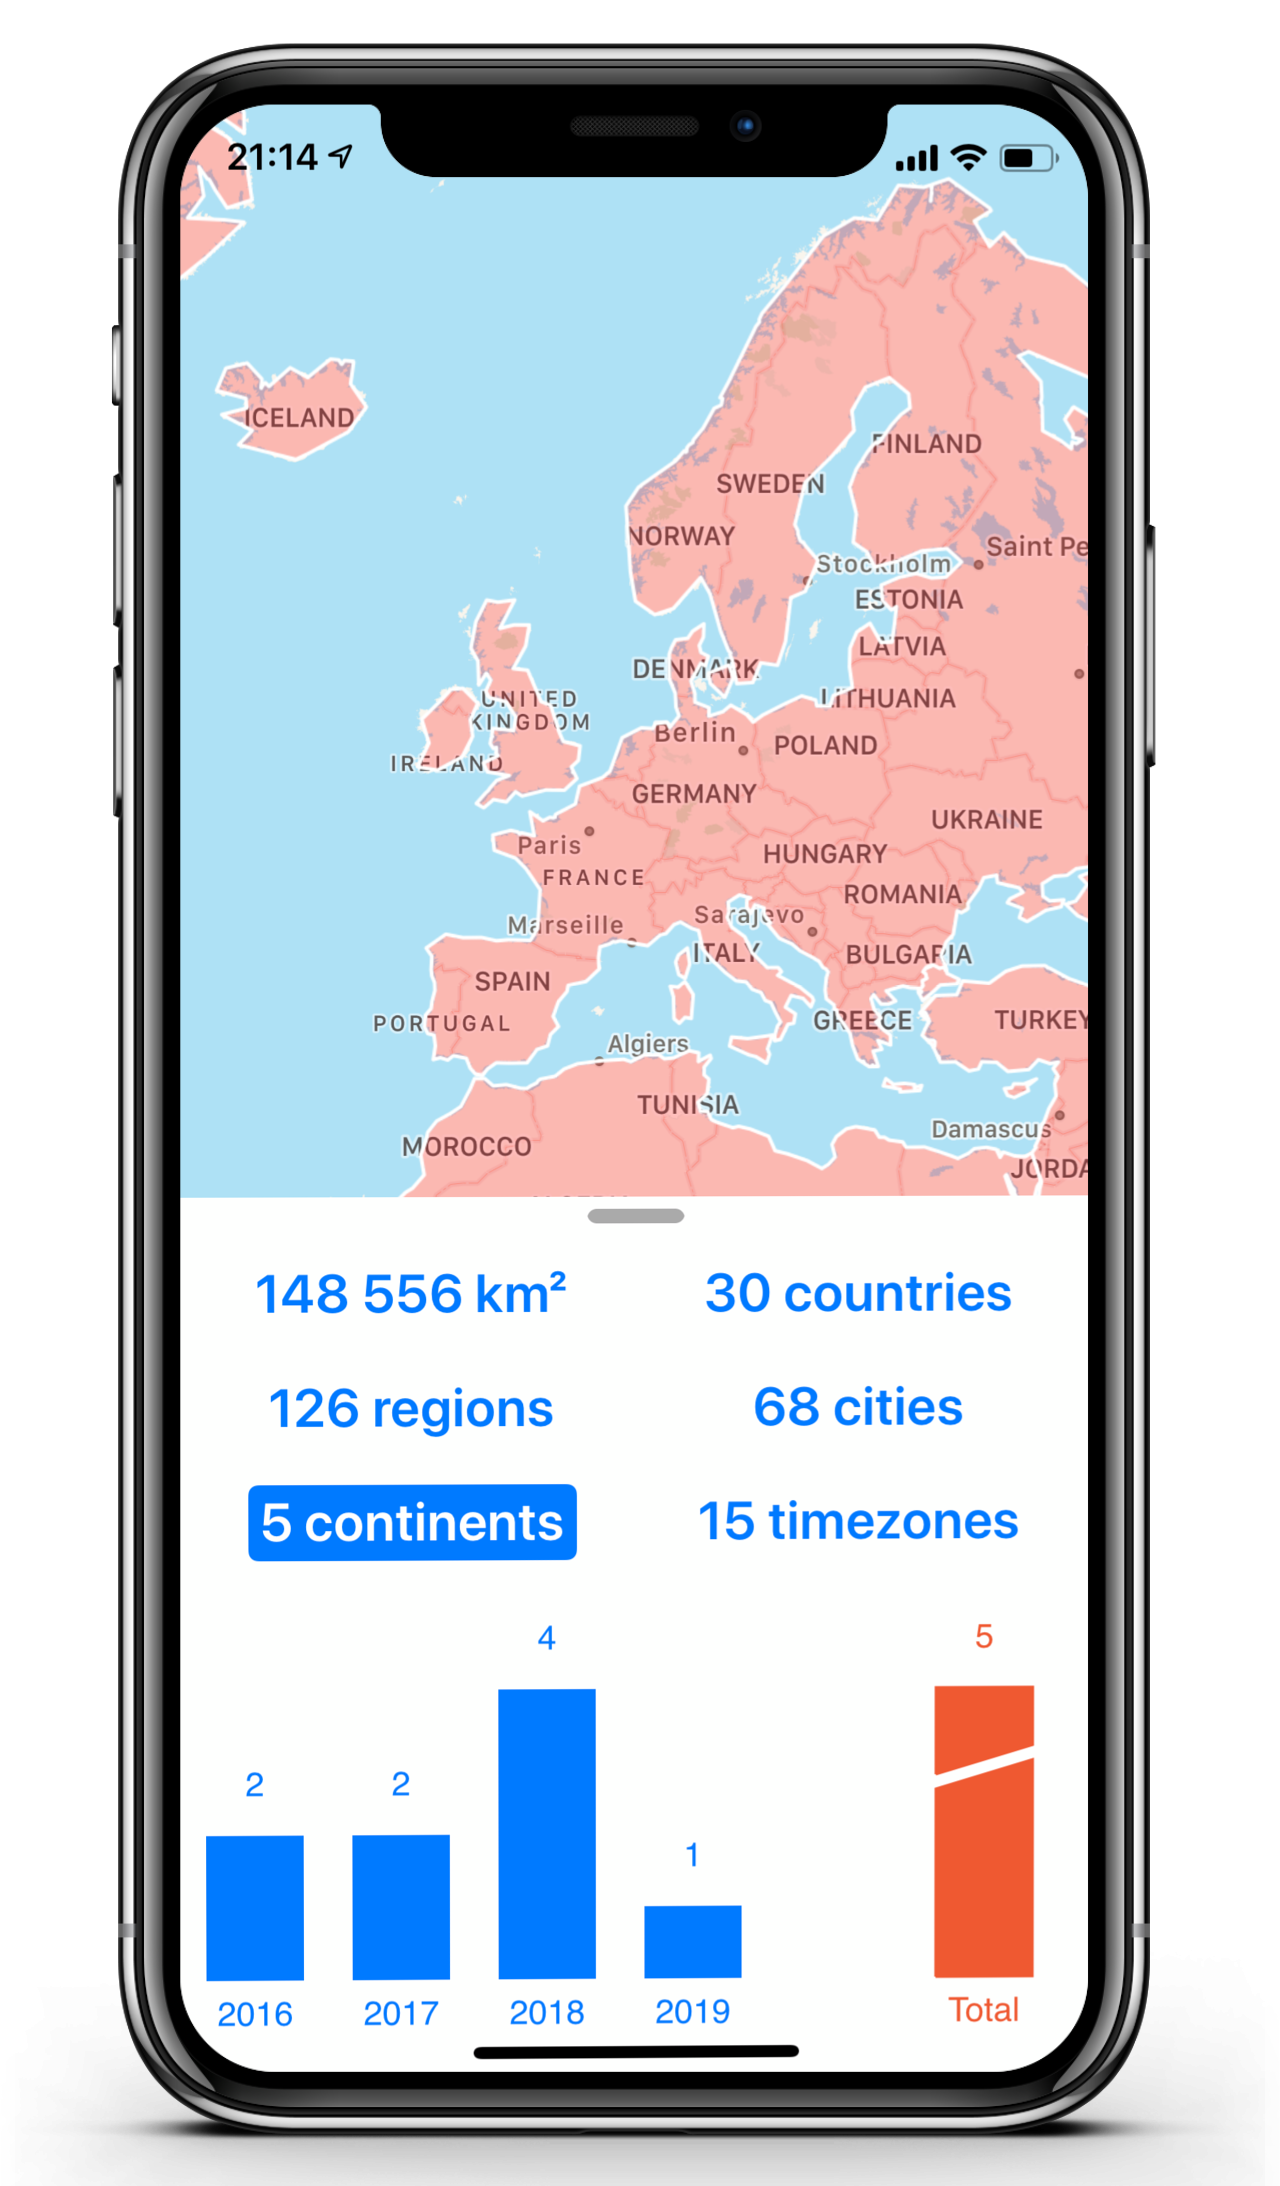 21:14
ICELAND
FINLAND
SWEDEN
NORWAY
Saint Pe
Stockholm
ESTONIA
LATVIA
DENMARK
LITHUANIA
UNITED
KINGDOM
Berlin
POLAND
IRELAND
GERMANY
UKRAINE
Paris
HUNGARY
FRANCE
ROMANIA
Sarajevo
Marseille
ITALY
BULGARIA
SPAIN
PORTUGAL
GREECE
TURKEY
Algiers
TUNISIA
Damascus
MOROCCO
JORDA
148 556 km²
30 countries
126 regions
68 cities
5 continents
15 timezones
4
5
2
2
1
2016
2017
2018
2019
Total